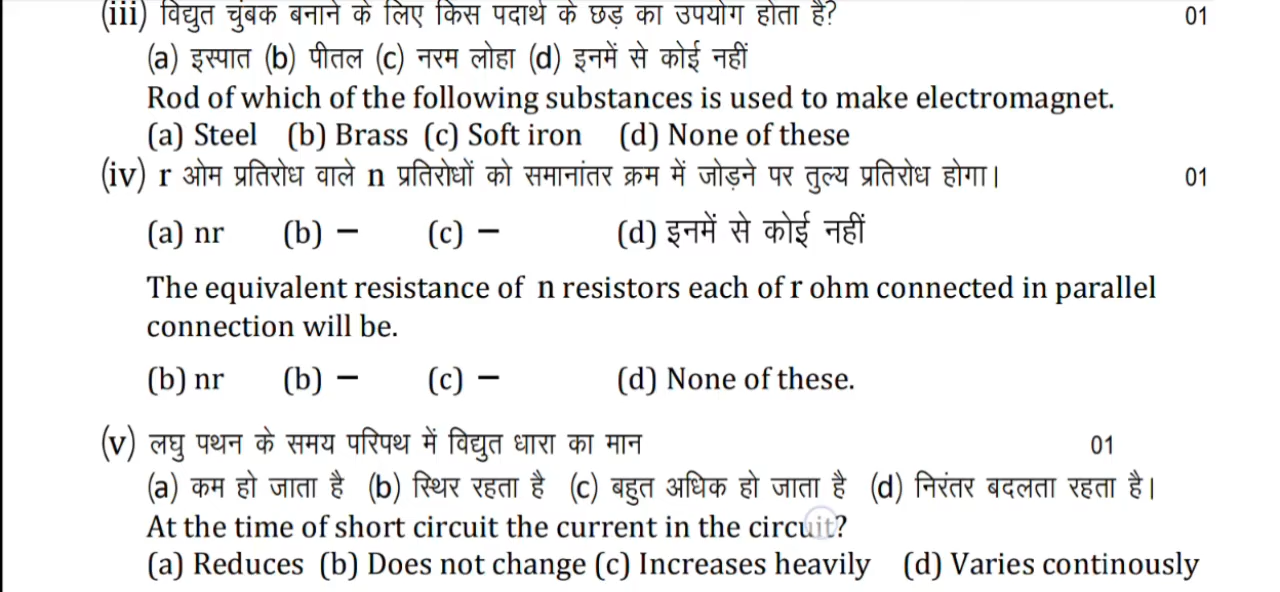 (iii) विद्युत चुंबक बनाने के लिए किस पदार्थ के छड़ का उपयोग होता है? 01
(a) इस्पात (b) पीतल (c) नरम लोहा (d) इनमें से कोई नहीं
Rod of which of the following substances is used to make electromagnet.
(a) Steel (b) Brass (c) Soft iron (d) None of these
(iv) r ओम प्रतिरोध वाले n प्रतिरोधों को समानांतर क्रम में जोड़ने पर तुल्य प्रतिरोध होगा। 01
(a) nr (b) – (c) – (d) इनमें से कोई नहीं
The equivalent resistance of n resistors each of r ohm connected in parallel
connection will be.
(b) nr (b) – (c) – (d) None of these.
(v) लघु पथन के समय परिपथ में विद्युत धारा का मान 01
(a) कम हो जाता है (b) स्थिर रहता है (c) बहुत अधिक हो जाता है (d) निरंतर बदलता रहता है।
At the time of short circuit the current in the circuit?
(a) Reduces (b) Does not change (c) Increases heavily (d) Varies continously